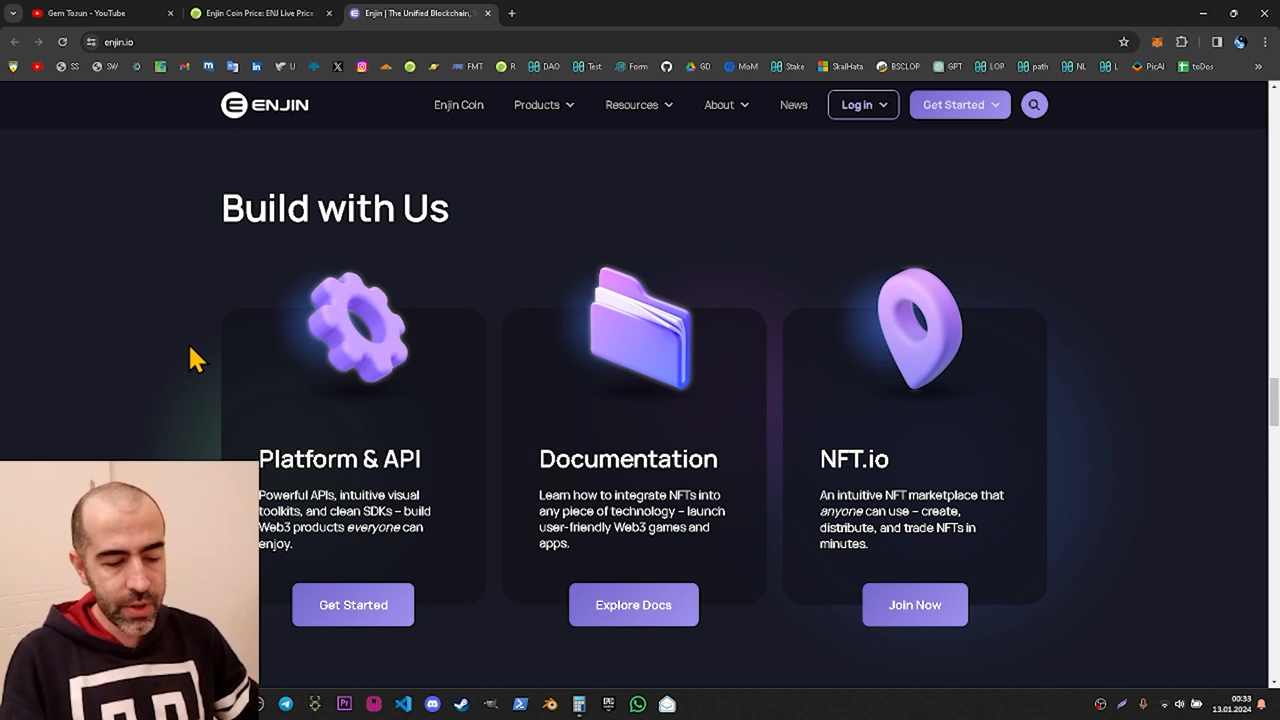 Gem Tosun - YouTube
Enjin Coin Price: ENJ Live Price
Enjin | The Unified Blockchain,
enjin.io
SS
SW
U
X
FMT
R
DAO
Test
Form
GD
MoM
Stake
SkalHata
BSCLOP
GPT
LOP
path
NL
L
PicAI
toDos
ENJIN
Enjin Coin
Products
Resources
About
News
Log in
Get Started
Build with Us
Platform & API
Powerful APIs, intuitive visual
toolkits, and clean SDKs – build
Web3 products everyone can
enjoy.
Get Started
Documentation
Learn how to integrate NFTs into
any piece of technology – launch
user-friendly Web3 games and
apps.
Explore Docs
NFT.io
An intuitive NFT marketplace that
anyone can use – create,
distribute, and trade NFTs in
minutes.
Join Now
Pr
00:33
13.01.2024